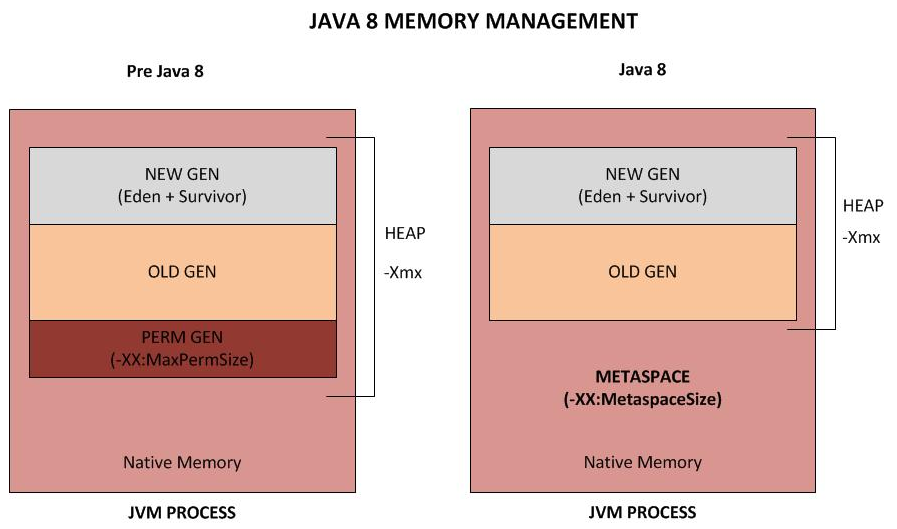 JAVA 8 MEMORY MANAGEMENT
Pre Java 8
NEW GEN
(Eden + Survivor)
OLD GEN
PERM GEN
(-XX:MaxPermSize)
HEAP
-Xmx
Native Memory
JVM PROCESS
Java 8
NEW GEN
(Eden + Survivor)
OLD GEN
HEAP
-Xmx
METASPACE
(-XX:MetaspaceSize)
Native Memory
JVM PROCESS